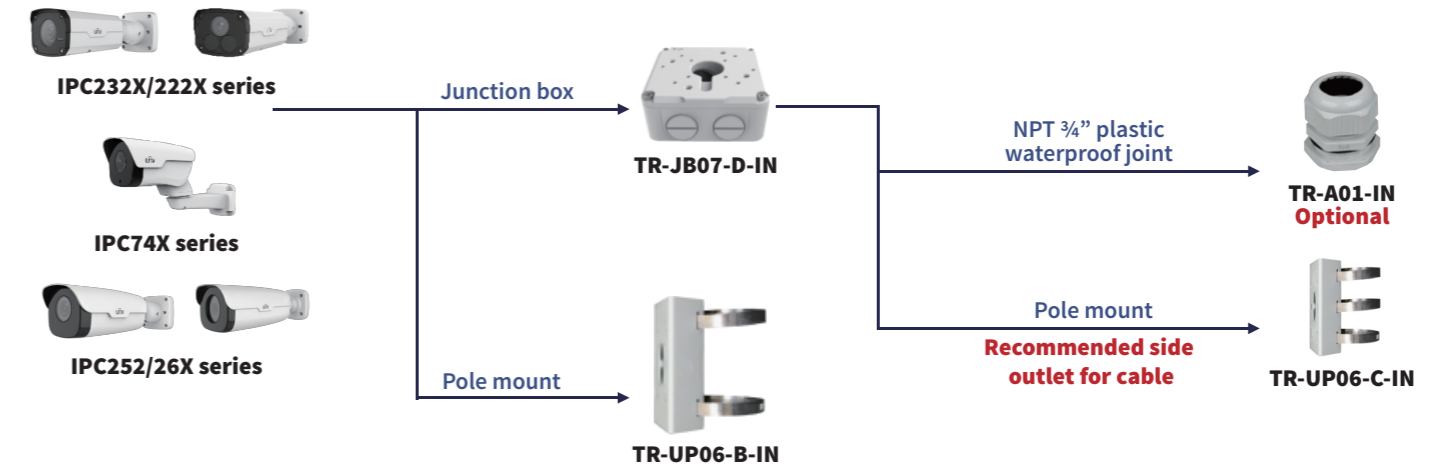 IPC232X/222X series
IPC74X series
IPC252/26X series
Junction box
Pole mount
TR-JB07-D-IN
TR-UP06-B-IN
NPT ¾” plastic
waterproof joint
TR-A01-IN
Optional
Pole mount
Recommended side
outlet for cable
TR-UP06-C-IN